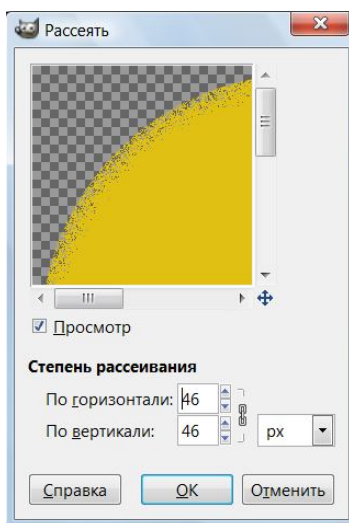 Рассеять
Просмотр
Степень рассеивания
По горизонтали: 46
По вертикали: 46 px
Справка OK Отменить